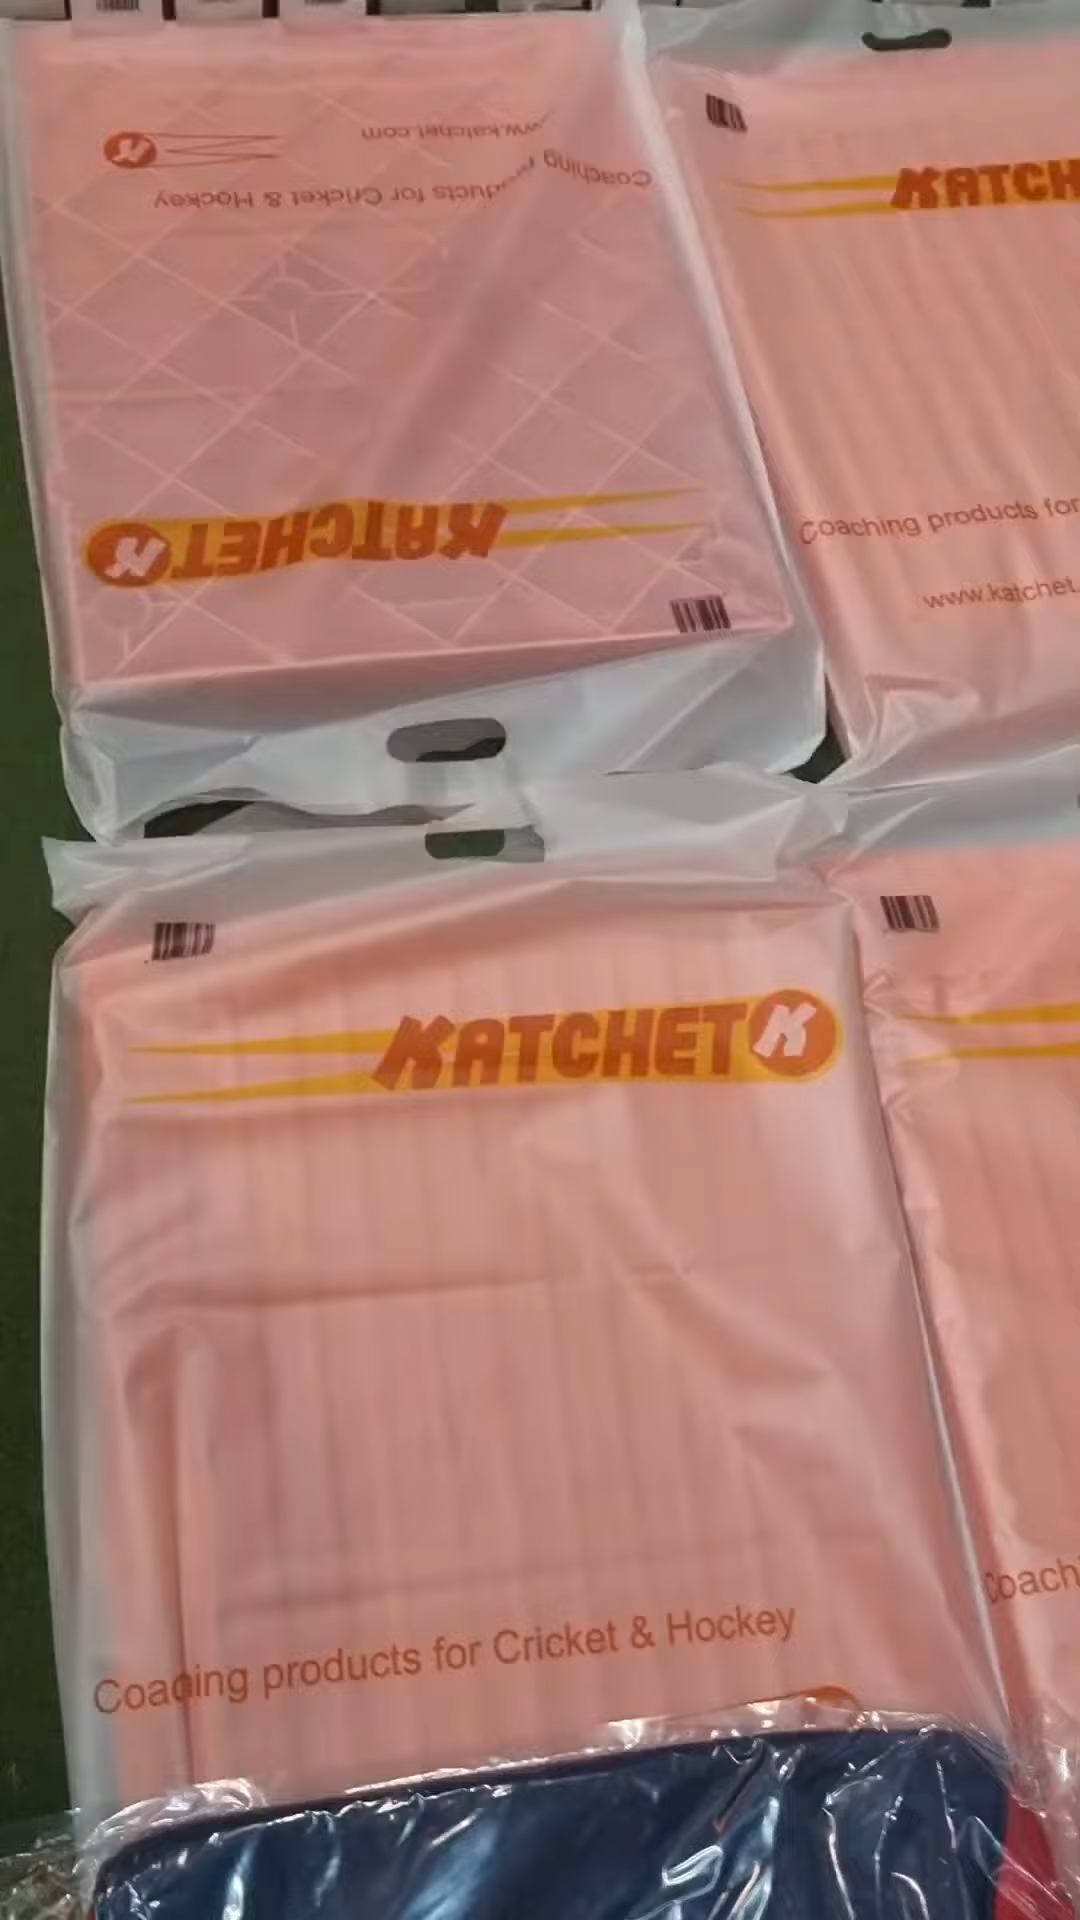 www.katchet.com
Coaching products for Cricket & Hockey
KATCHET K
KATCH
Coaching products for
www.katchet.
KATCHET K
Coaching products for Cricket & Hockey
Coach